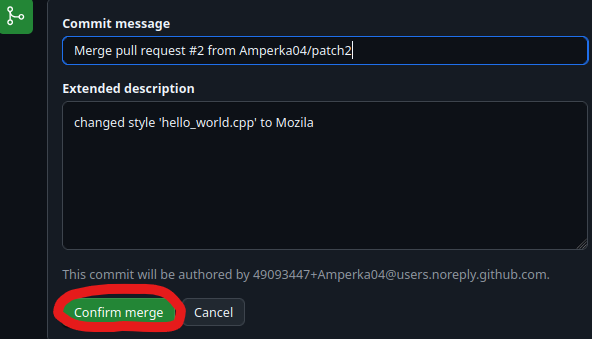 Commit message
Merge pull request #2 from Amperka04/patch2
Extended description
changed style 'hello_world.cpp' to Mozila
This commit will be authored by 49093447+Amperka04@users.noreply.github.com.
Confirm merge Cancel